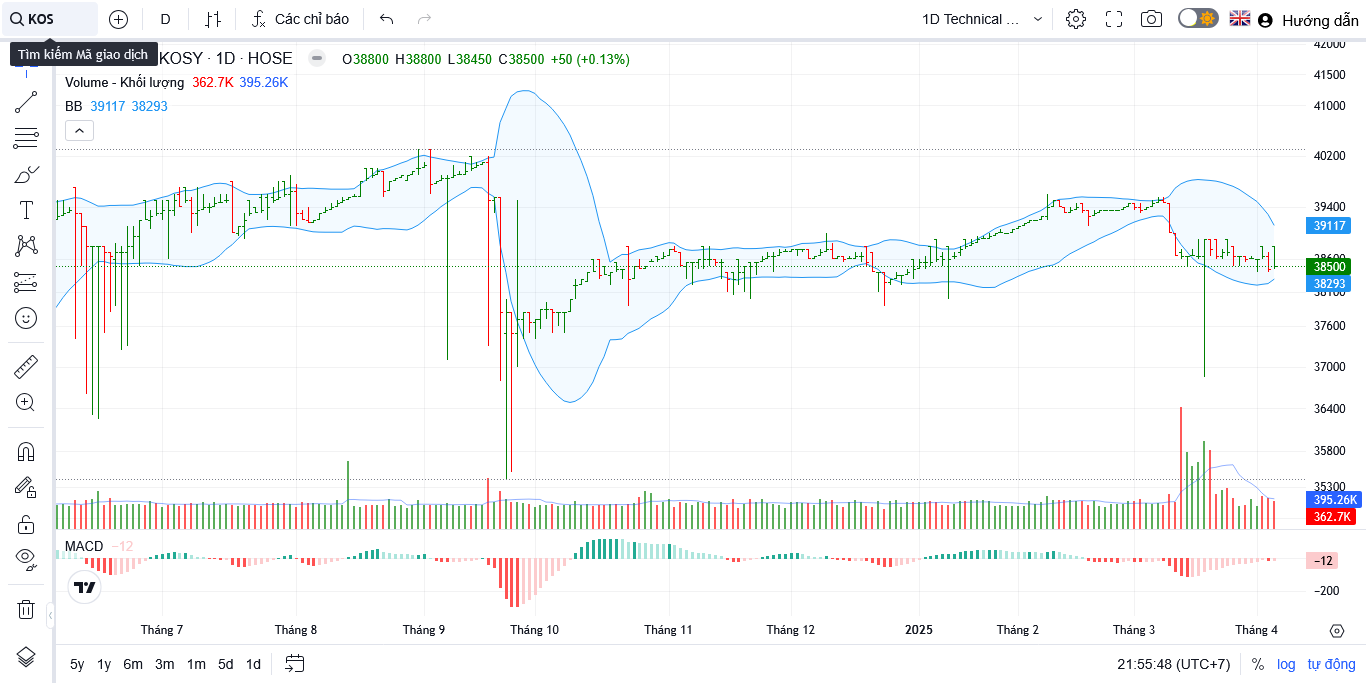 KOS
D
Các chỉ báo
1D Technical ...
Hướng dẫn
Tìm kiếm Mã giao dịch
KOSY · 1D · HOSE
O38800 H38800 L38450 C38500 +50 (+0.13%)
Volume - Khối lượng 362.7K 395.26K
BB 39117 38293
42000
41500
41000
40200
39400
39117
38500
38293
38100
37600
37000
36400
35800
35300
395.26K
362.7K
MACD −12
−12
−200
Tháng 7
Tháng 8
Tháng 9
Tháng 10
Tháng 11
Tháng 12
2025
Tháng 2
Tháng 3
Tháng 4
5y 1y 6m 3m 1m 5d 1d
21:55:48 (UTC+7)
%
log
tự động